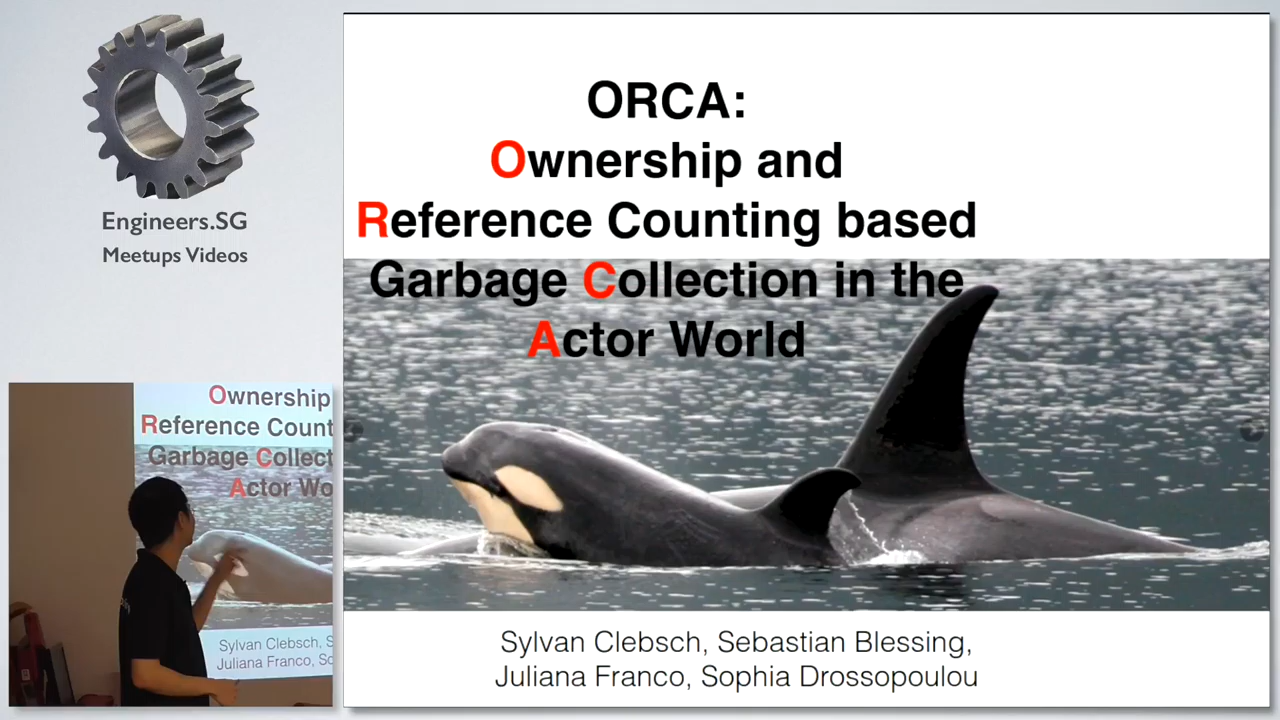 Engineers.SG
Meetups Videos
ORCA:
Ownership and
Reference Counting based
Garbage Collection in the
Actor World
Sylvan Clebsch, Sebastian Blessing,
Juliana Franco, Sophia Drossopoulou
Ownership
Reference Count
Garbage Collect
Actor Wo
Sylvan Clebsch, S
Juliana Franco, So